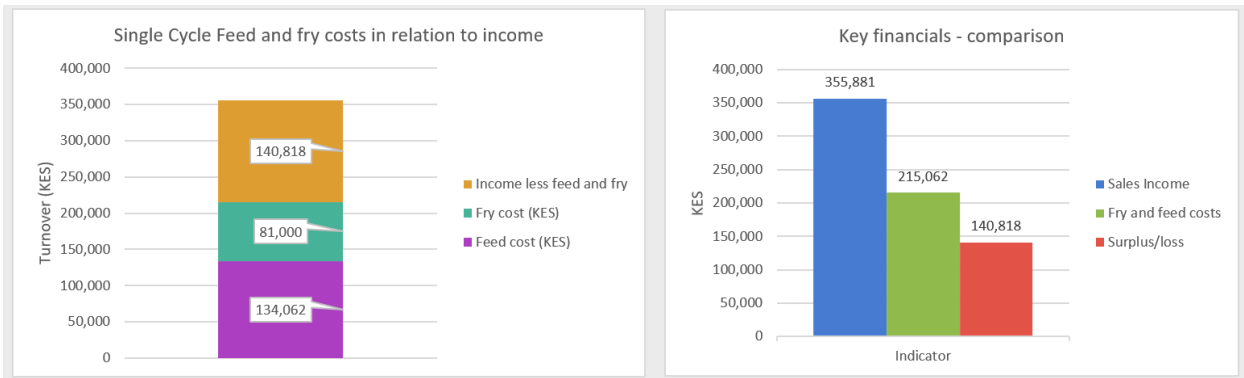 Single Cycle Feed and fry costs in relation to income
Turnover (KES)
400,000
350,000
300,000
250,000
200,000
150,000
100,000
50,000
0
140,818
81,000
134,062
Income less feed and fry
Fry cost (KES)
Feed cost (KES)
Key financials - comparison
KES
400,000
350,000
300,000
250,000
200,000
150,000
100,000
50,000
0
355,881
215,062
140,818
Indicator
Sales Income
Fry and feed costs
Surplus/loss